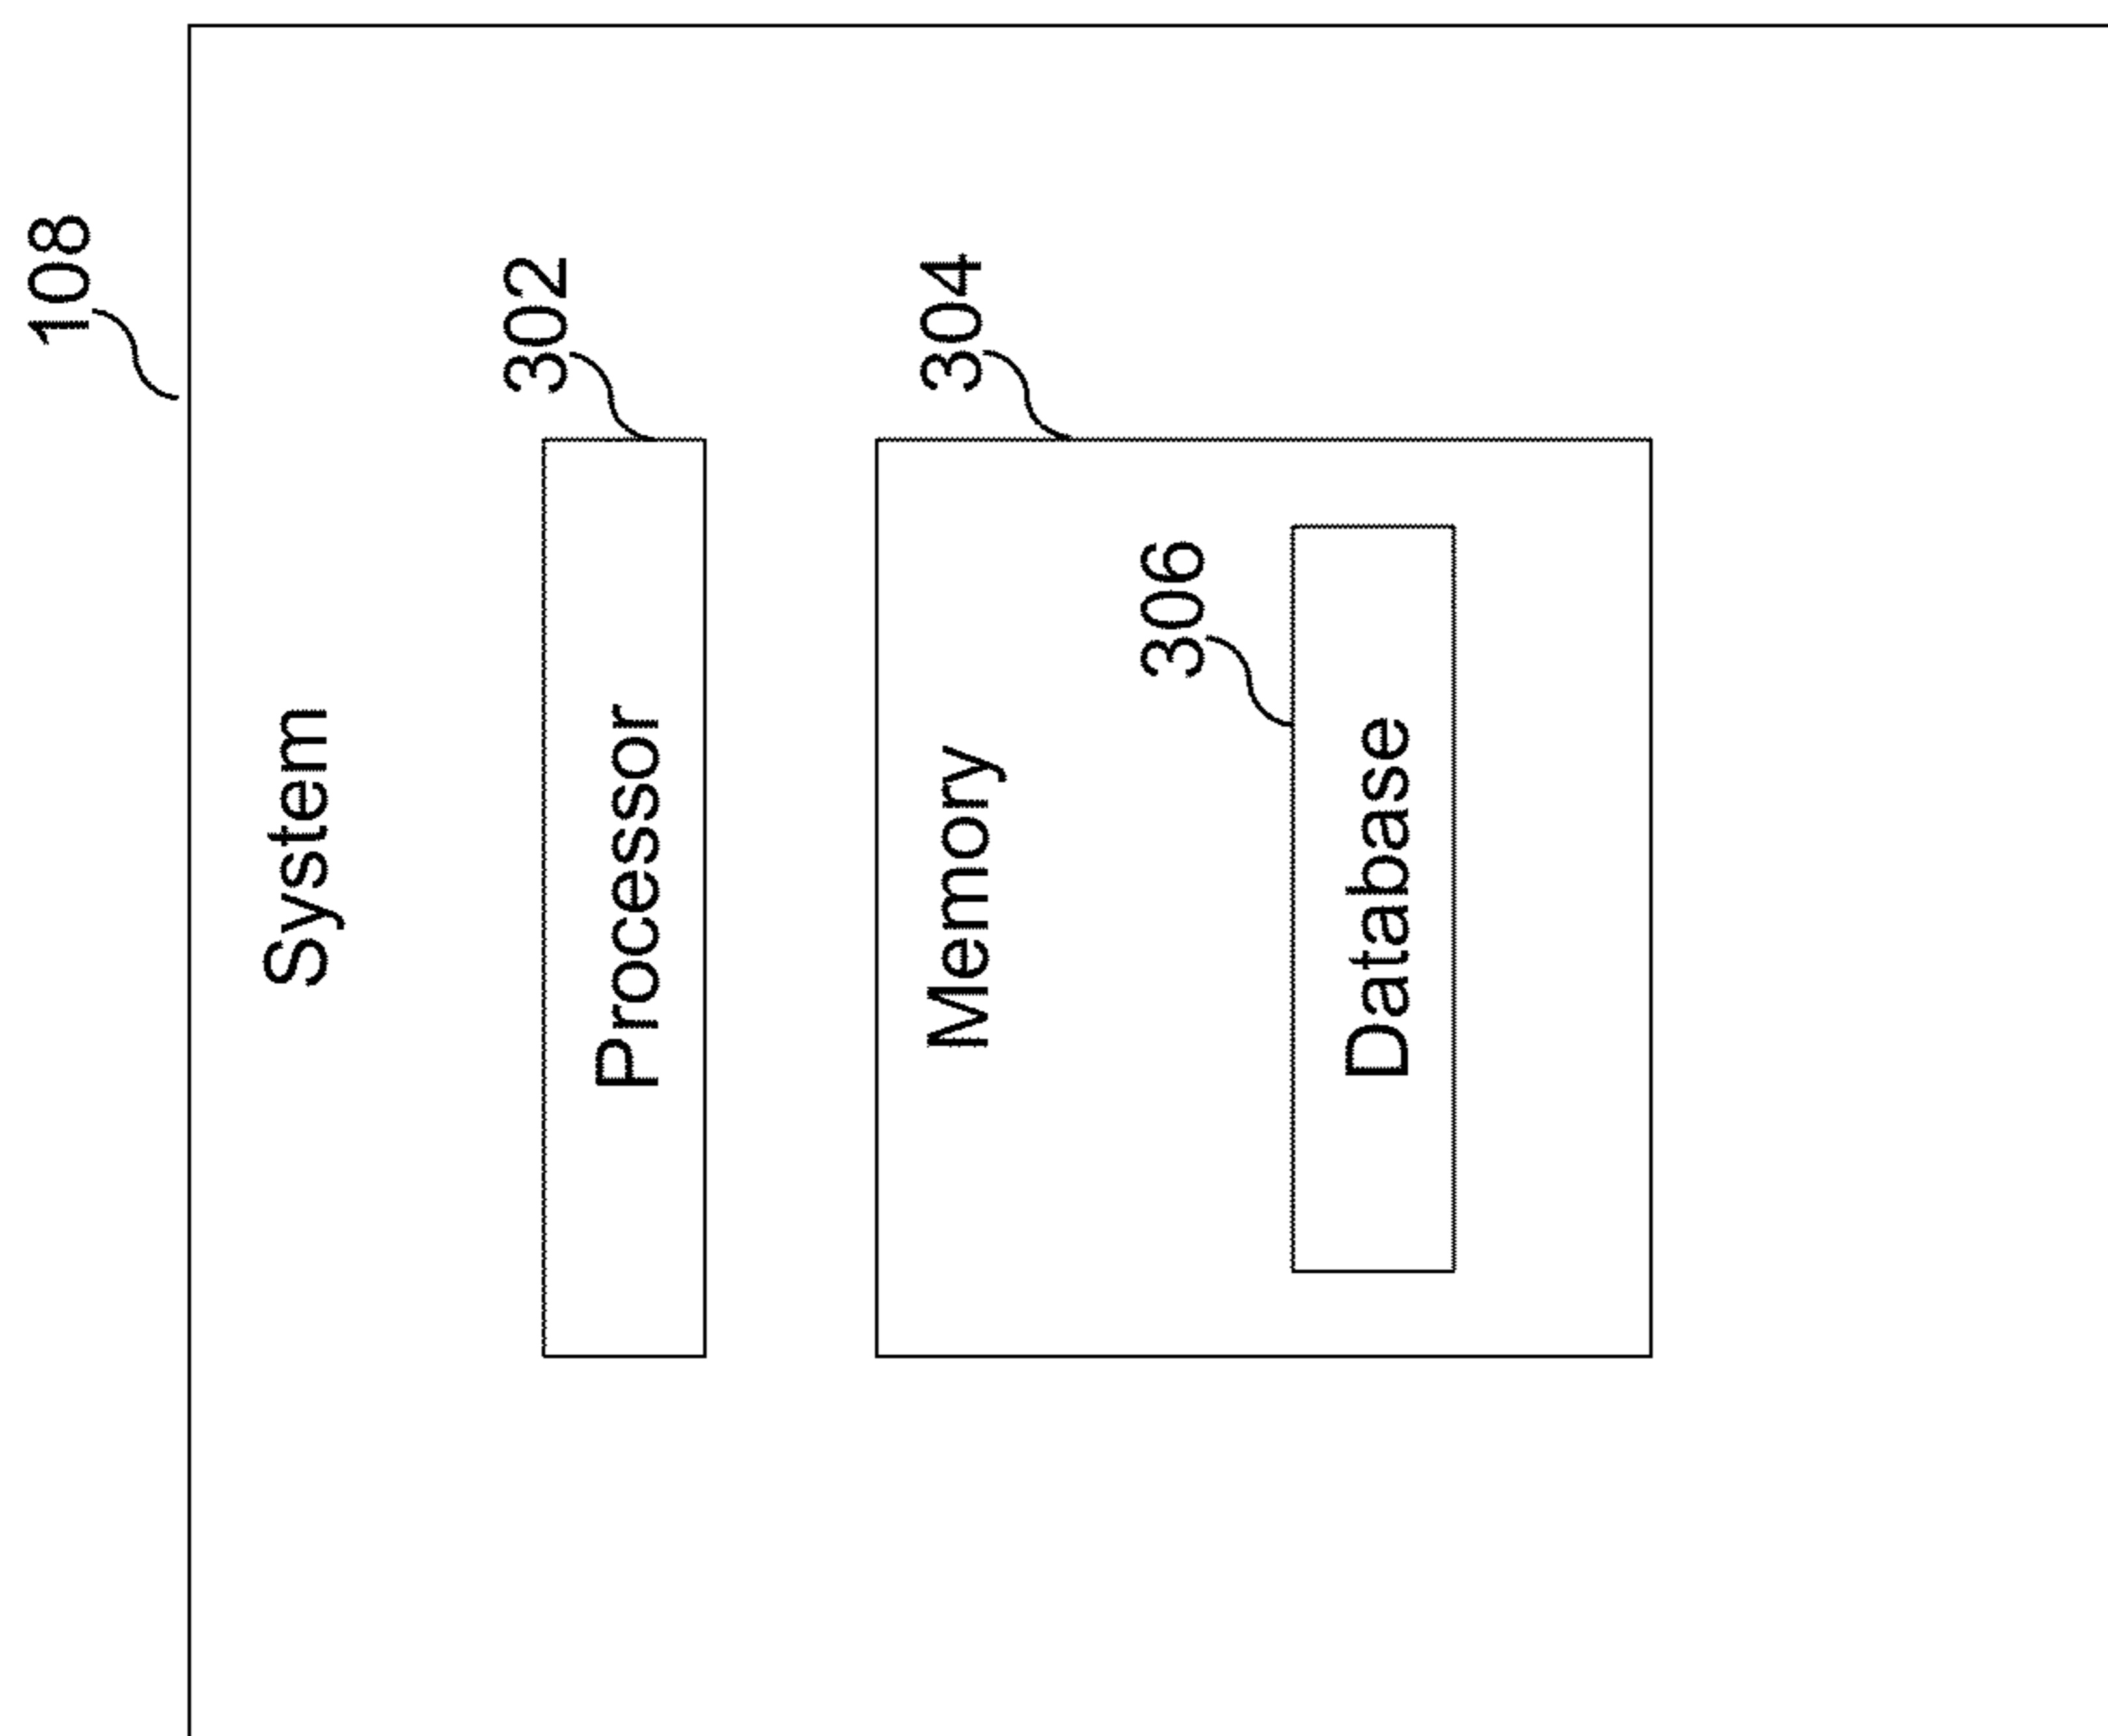 108
System
302
Processor
304
Memory
306
Database